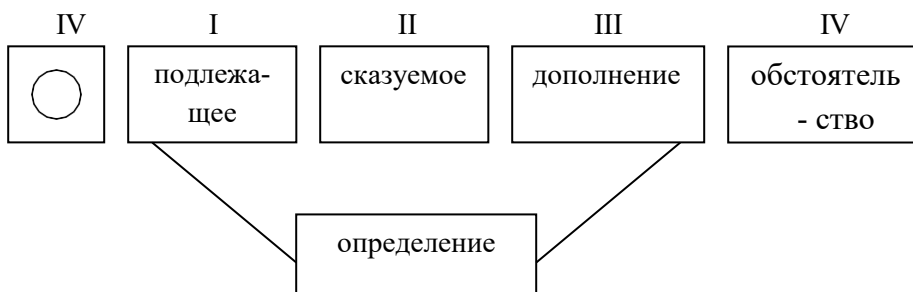 IV I II III IV
подлежа-
щее
сказуемое
дополнение
обстоятель
- ство
определение